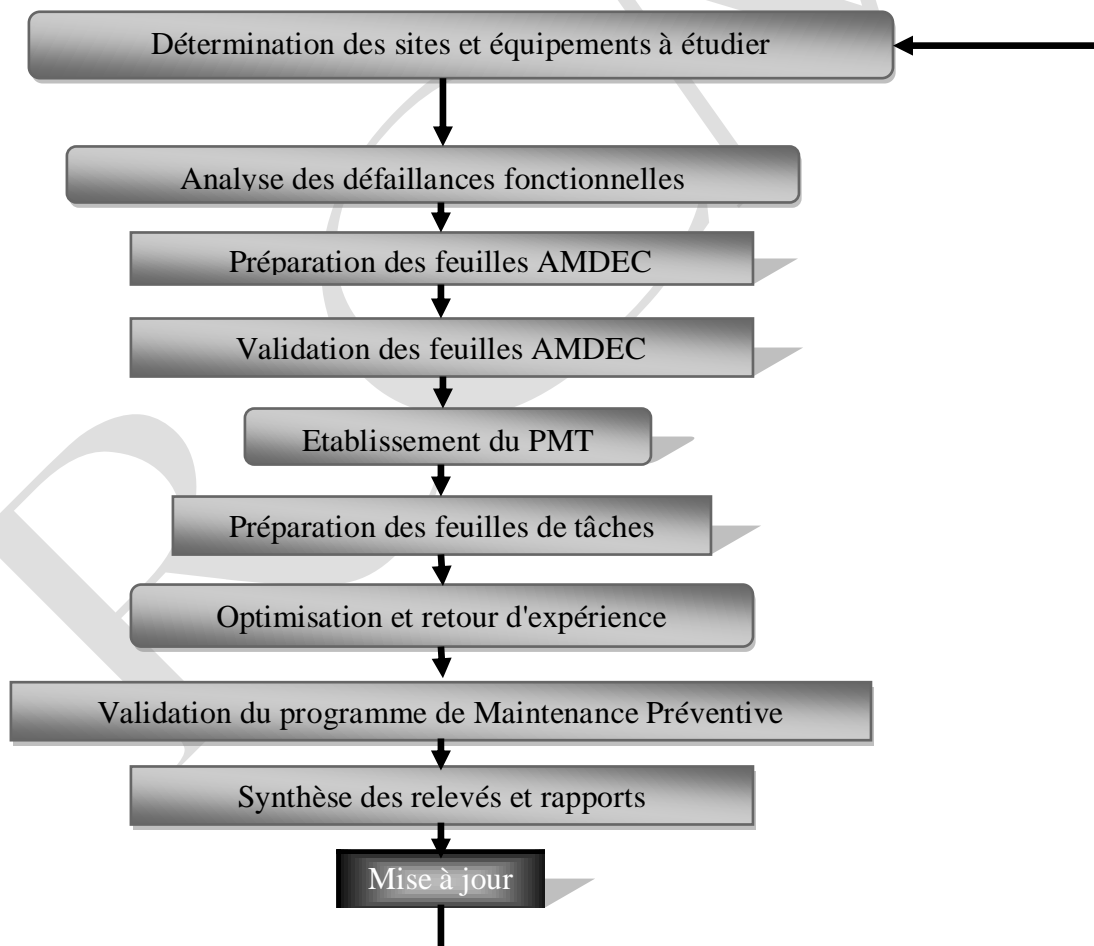 Détermination des sites et équipements à étudier
Analyse des défaillances fonctionnelles
Préparation des feuilles AMDEC
Validation des feuilles AMDEC
Etablissement du PMT
Préparation des feuilles de tâches
Optimisation et retour d'expérience
Validation du programme de Maintenance Préventive
Synthèse des relevés et rapports
Mise à jour